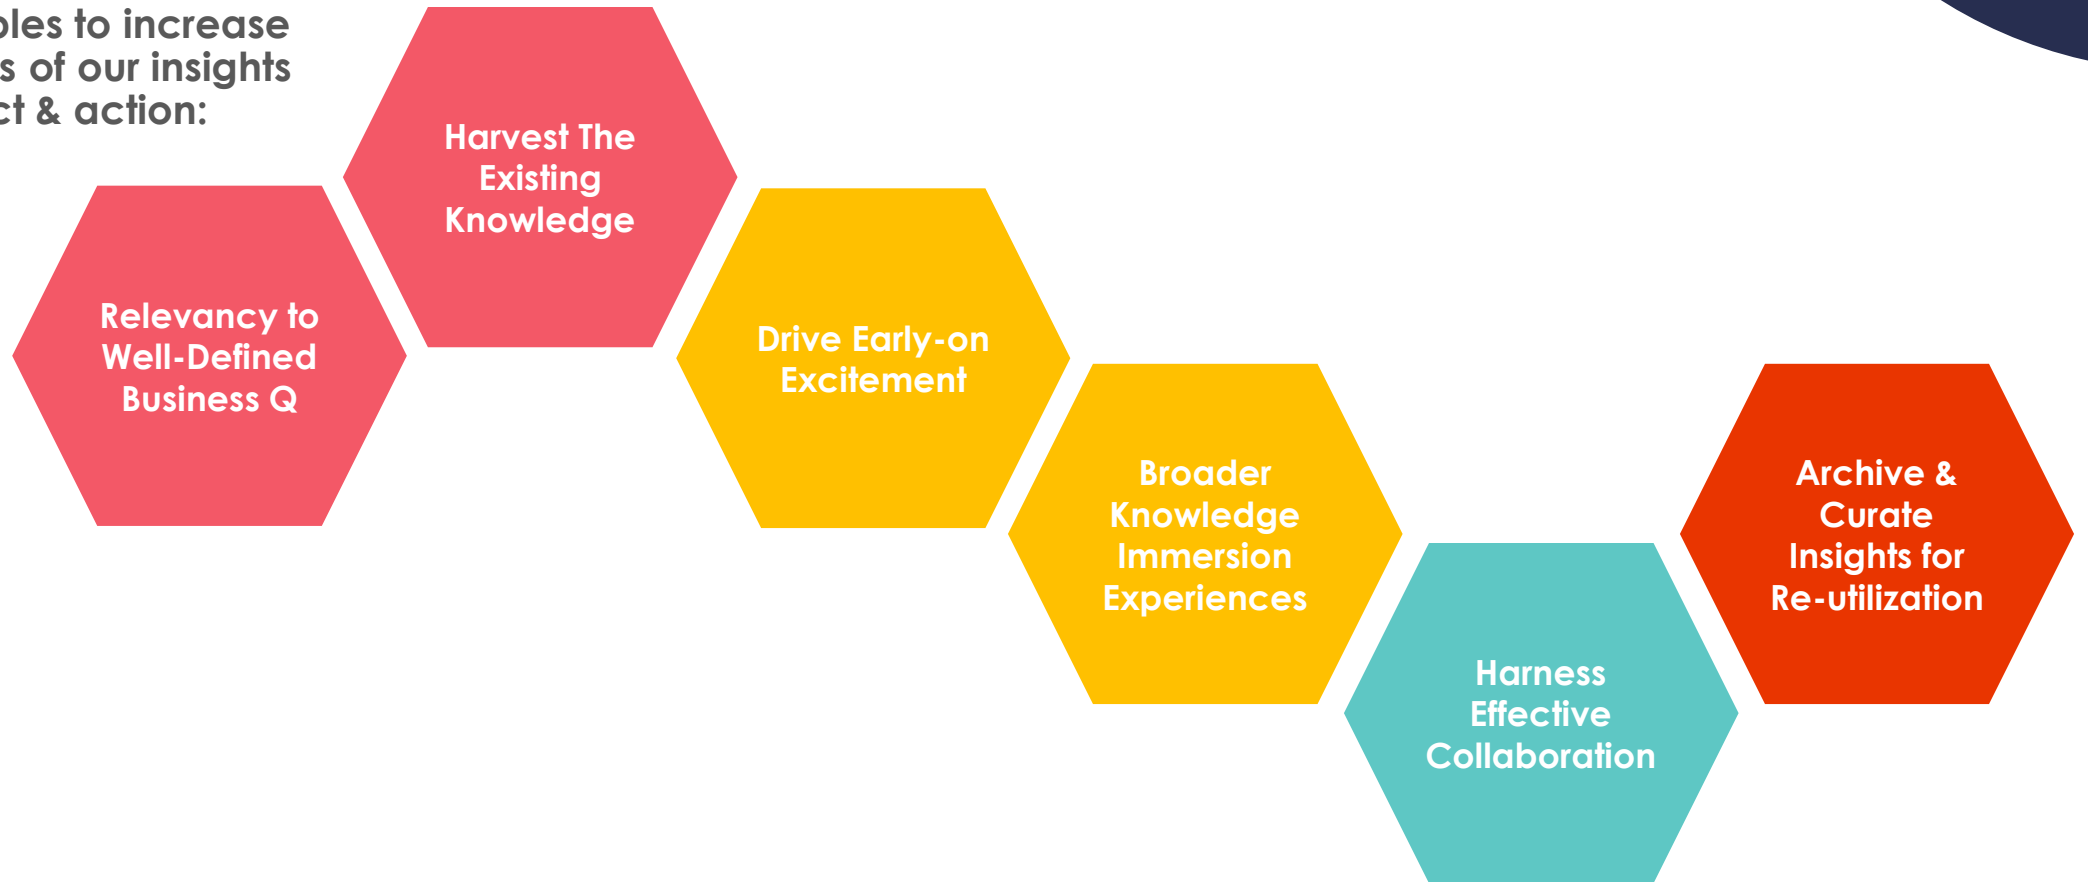 to increase
of our insights
& action:
Harvest The
Existing
Knowledge
Relevancy to
Well-Defined
Business Q
Drive Early-on
Excitement
Broader
Knowledge
Immersion
Experiences
Archive &
Curate
Insights for
Re-utilization
Harness
Effective
Collaboration